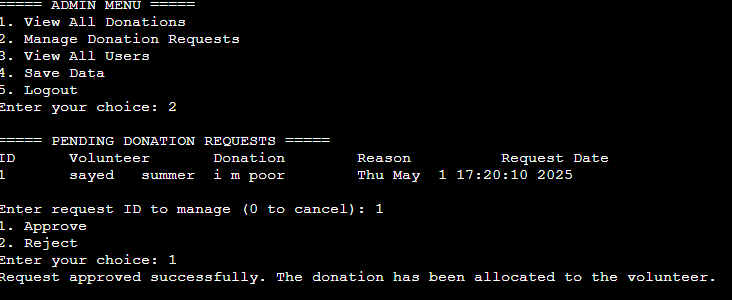 ===== ADMIN MENU =====
1. View All Donations
2. Manage Donation Requests
3. View All Users
4. Save Data
5. Logout
Enter your choice: 2
===== PENDING DONATION REQUESTS =====
ID Volunteer Donation Reason Request Date
1 sayed summer i m poor Thu May 1 17:20:10 2025
Enter request ID to manage (0 to cancel): 1
1. Approve
2. Reject
Enter your choice: 1
Request approved successfully. The donation has been allocated to the volunteer.